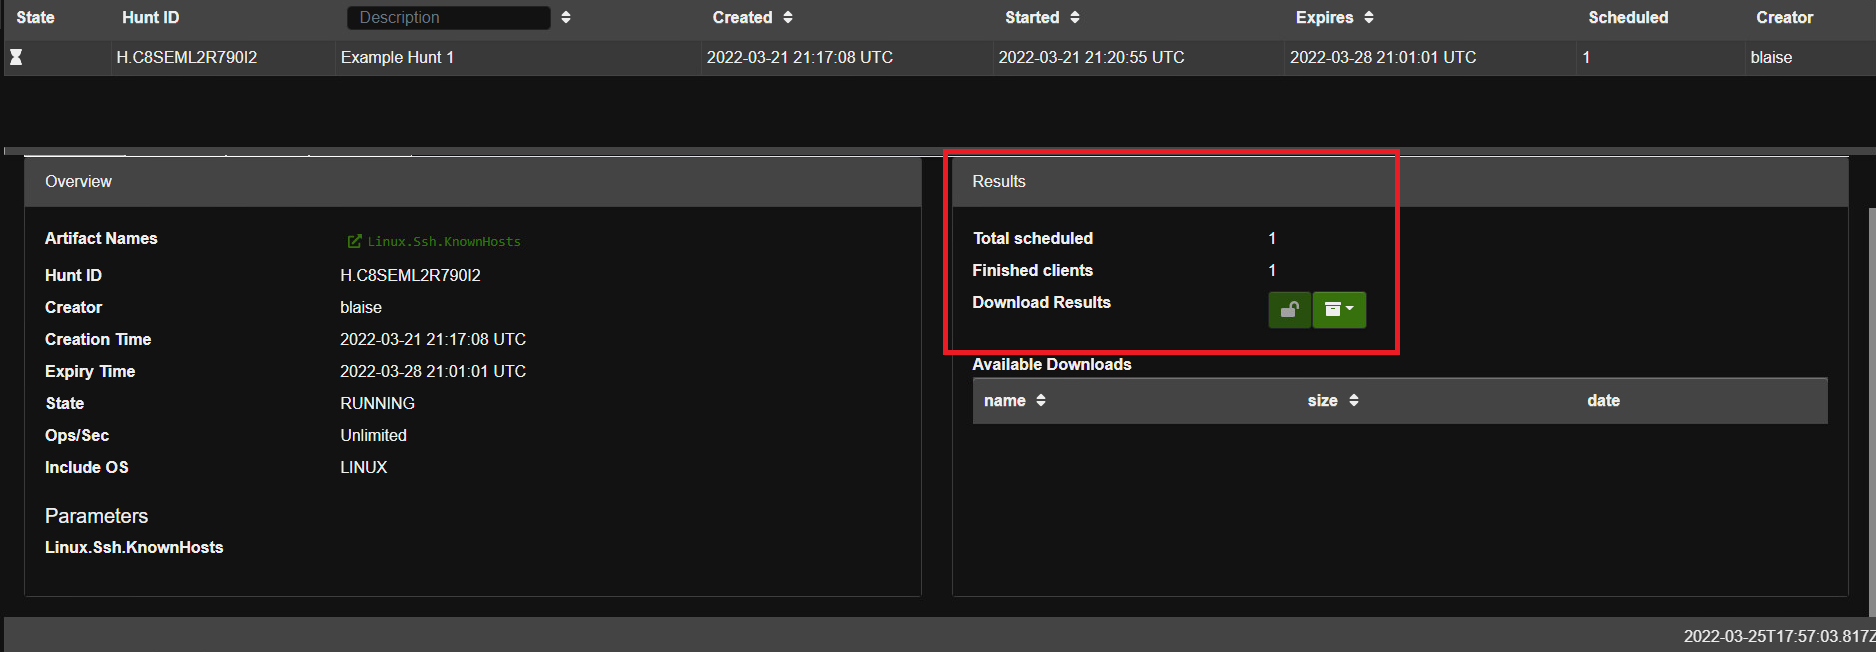 State Hunt ID Description Created Started Expires Scheduled Creator
H.C8SEML2R790I2 Example Hunt 1 2022-03-21 21:17:08 UTC 2022-03-21 21:20:55 UTC 2022-03-28 21:01:01 UTC 1 blaise
Overview
Artifact Names Linux.Ssh.KnownHosts
Hunt ID H.C8SEML2R790I2
Creator blaise
Creation Time 2022-03-21 21:17:08 UTC
Expiry Time 2022-03-28 21:01:01 UTC
State RUNNING
Ops/Sec Unlimited
Include OS LINUX
Parameters
Linux.Ssh.KnownHosts
Results
Total scheduled 1
Finished clients 1
Download Results
Available Downloads
name size date
2022-03-25T17:57:03.817Z